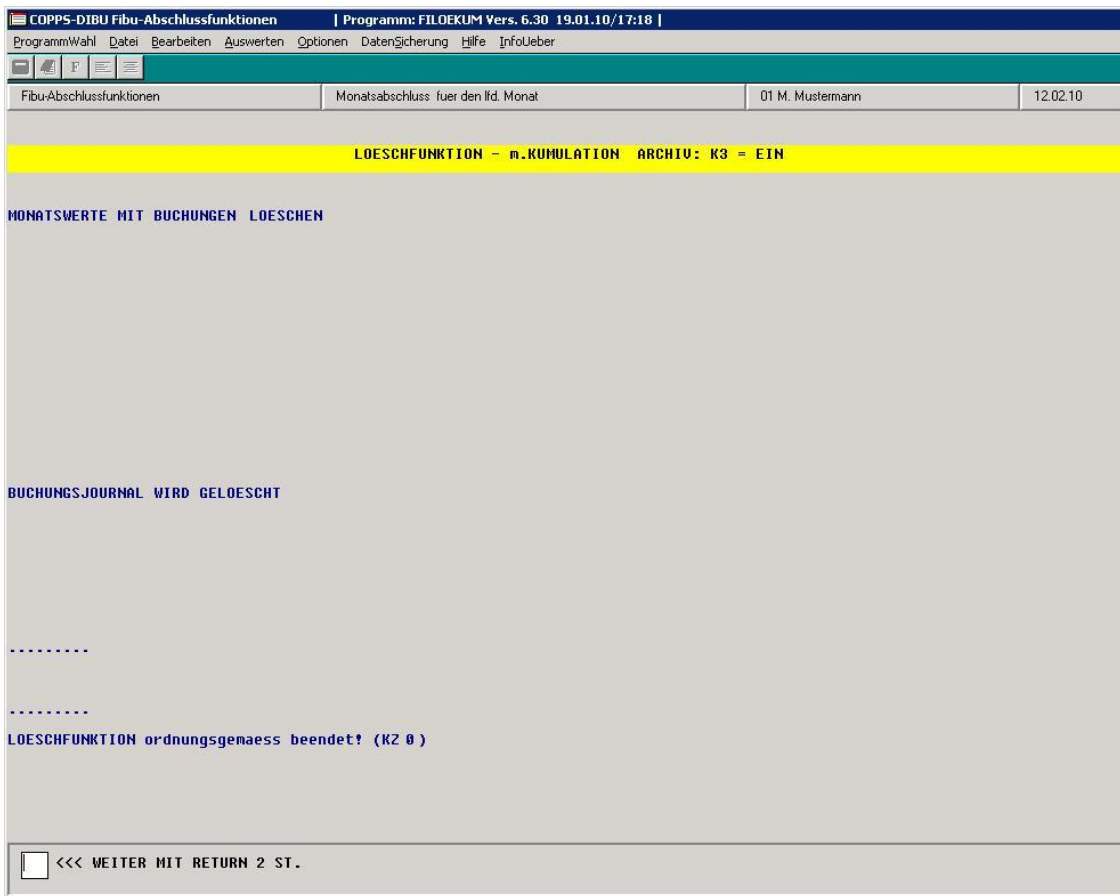 COPPS-DIBU Fibu-Abschlussfunktionen | Programm: FILOEKUM Vers. 6.30 19.01.10/17:18 |
ProgrammWahl Datei Bearbeiten Auswerten Optionen DatenSicherung Hilfe InfoUeber
F
Fibu-Abschlussfunktionen Monatsabschluss fuer den lfd. Monat 01 M. Mustermann 12.02.10
LOESCHFUNKTION - m.KUMULATION ARCHIV: K3 = EIN
MONATSWERTE MIT BUCHUNGEN LOESCHEN
BUCHUNGSJOURNAL WIRD GELOESCHT
.........
.........
LOESCHFUNKTION ordnungsgemaess beendet! (KZ 0 )
<<< WEITER MIT RETURN 2 ST.